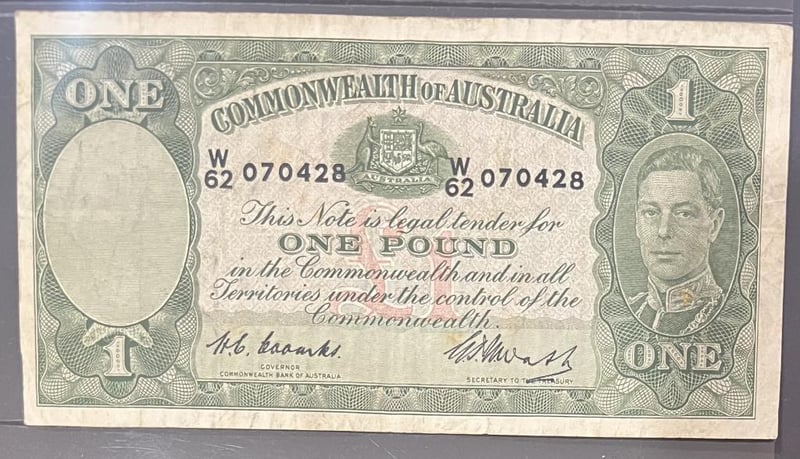 ONE
1
COMMONWEALTH OF AUSTRALIA
W/62 070428
W/62 070428
AUSTRALIA
This Note is legal tender for
ONE POUND
£1
in the Commonwealth and in all
Territories under the control of the
Commonwealth.
H.C. Coombs.
GOVERNOR
COMMONWEALTH BANK OF AUSTRALIA
SECRETARY TO THE TREASURY
1
ONE